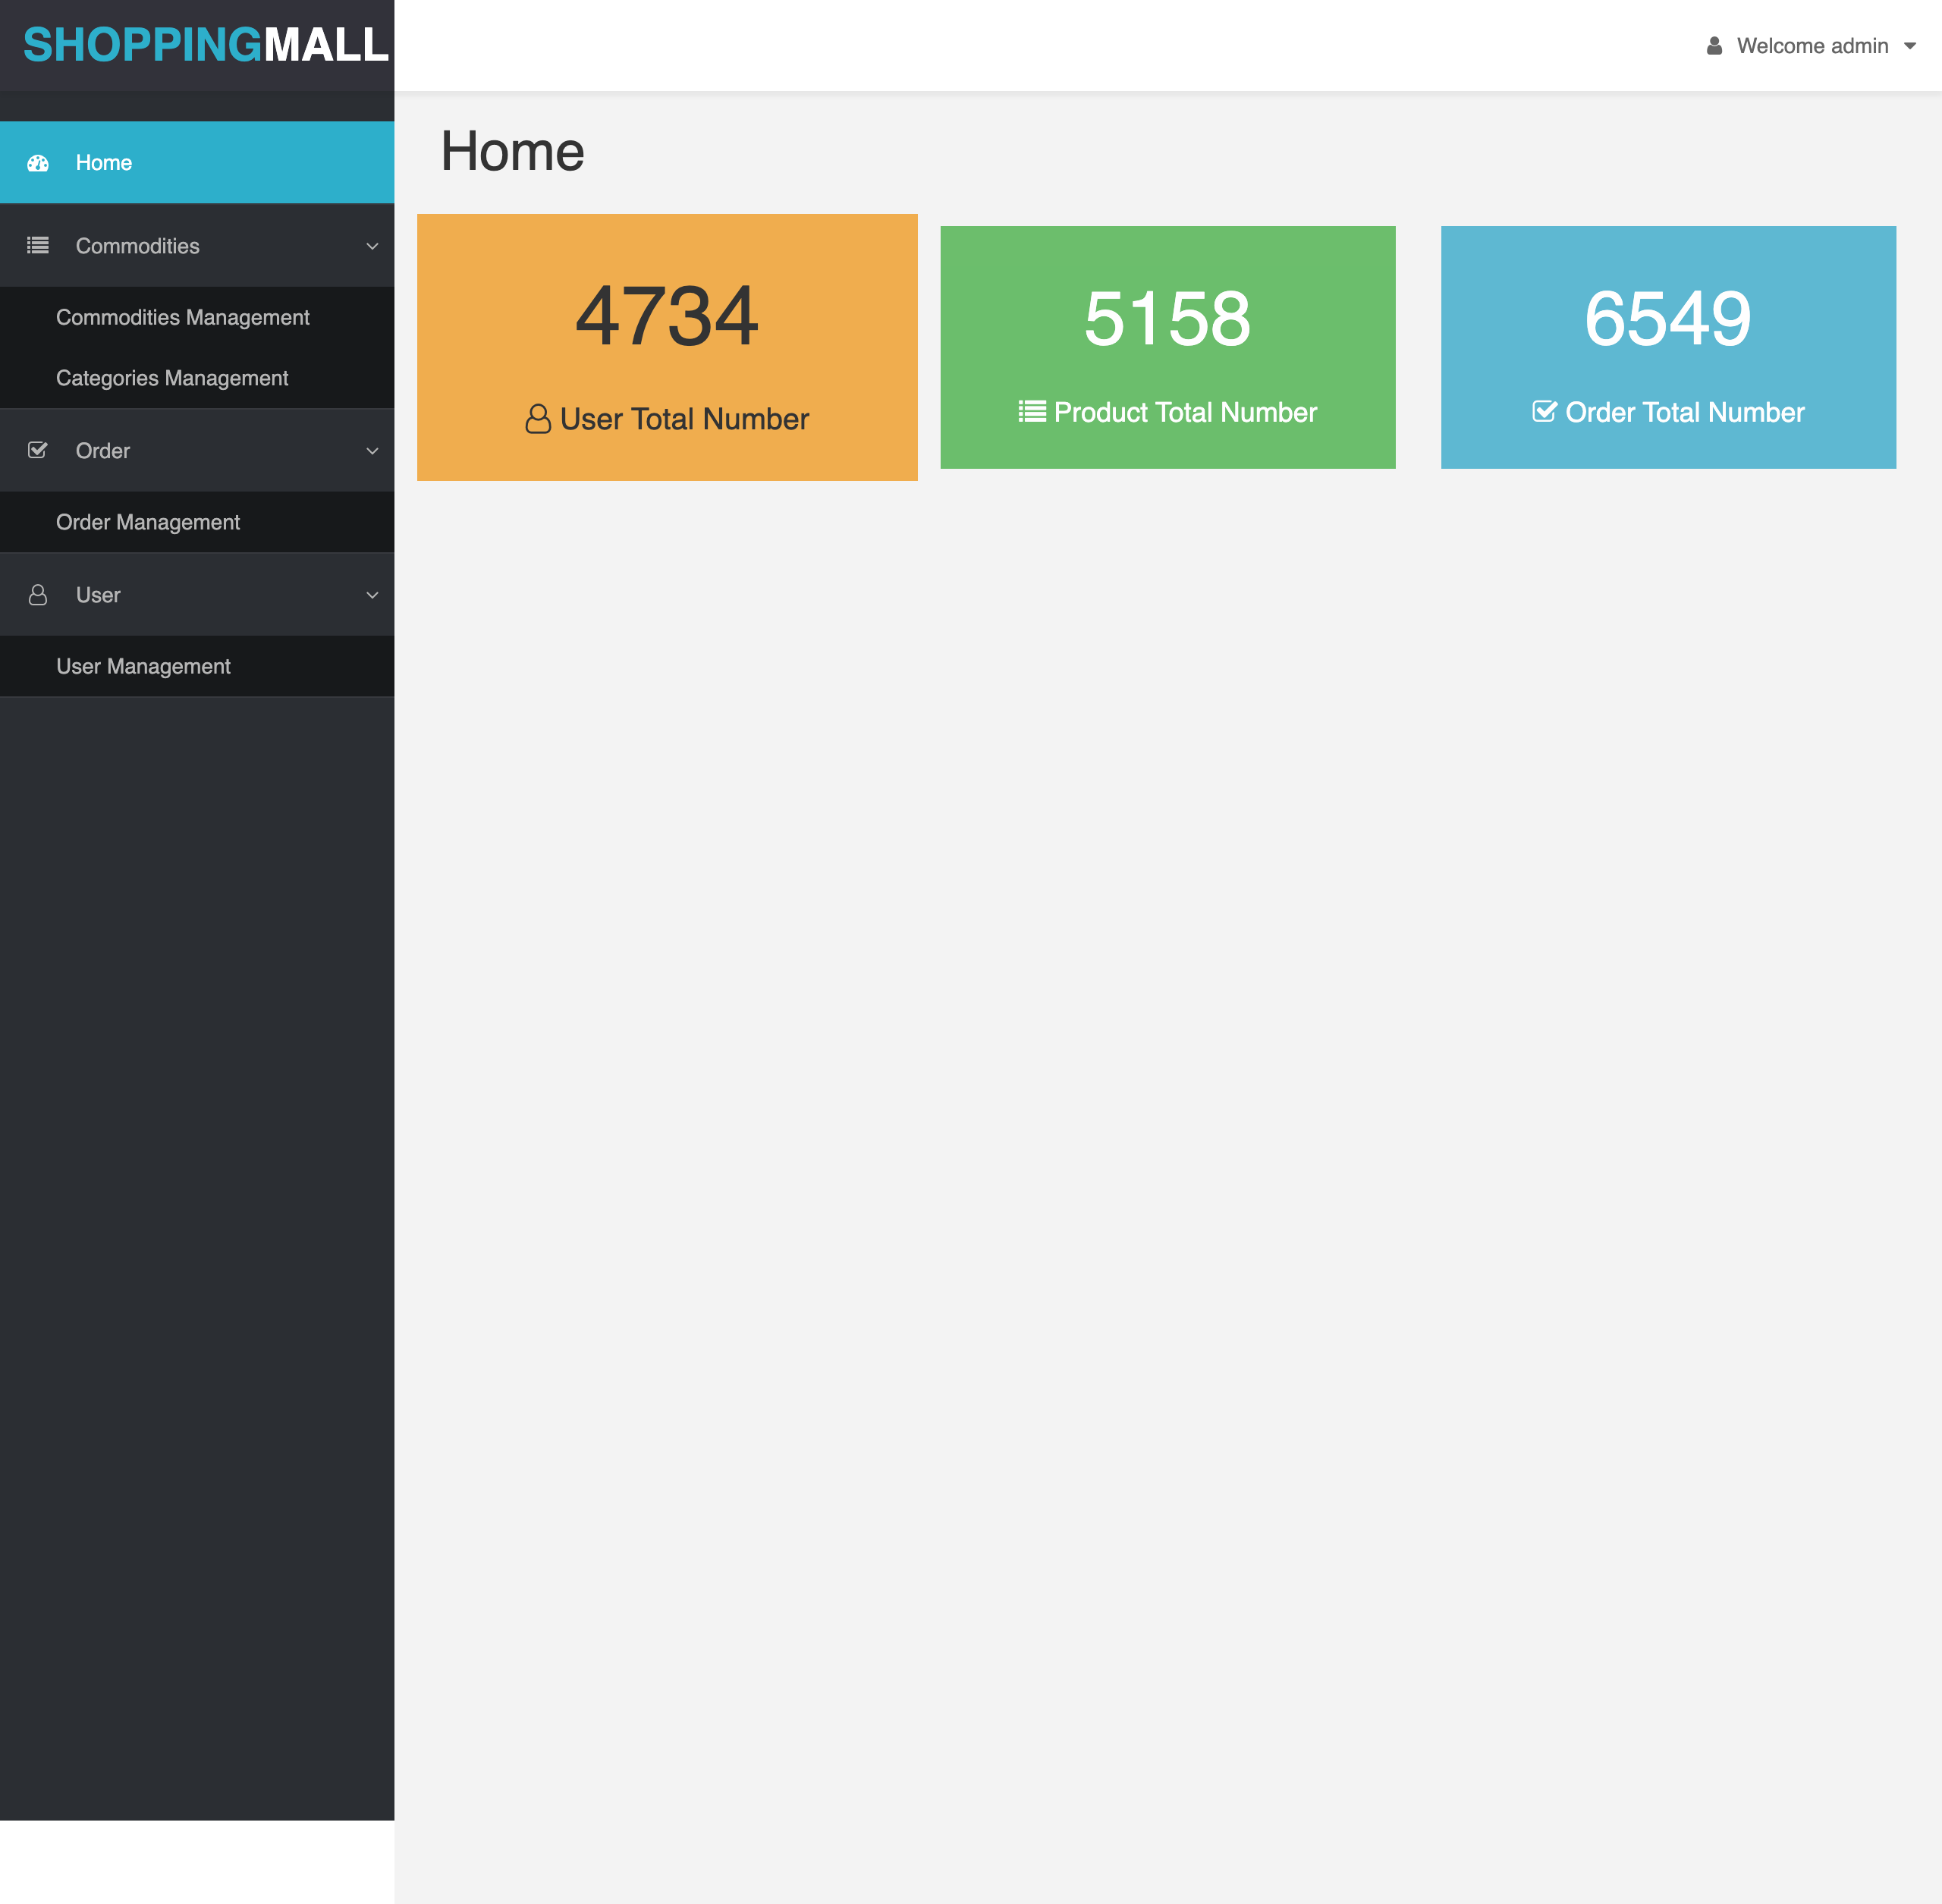 SHOPPINGMALL
Welcome admin
Home
Commodities
Commodities Management
Categories Management
Order
Order Management
User
User Management
Home
4734
User Total Number
5158
Product Total Number
6549
Order Total Number